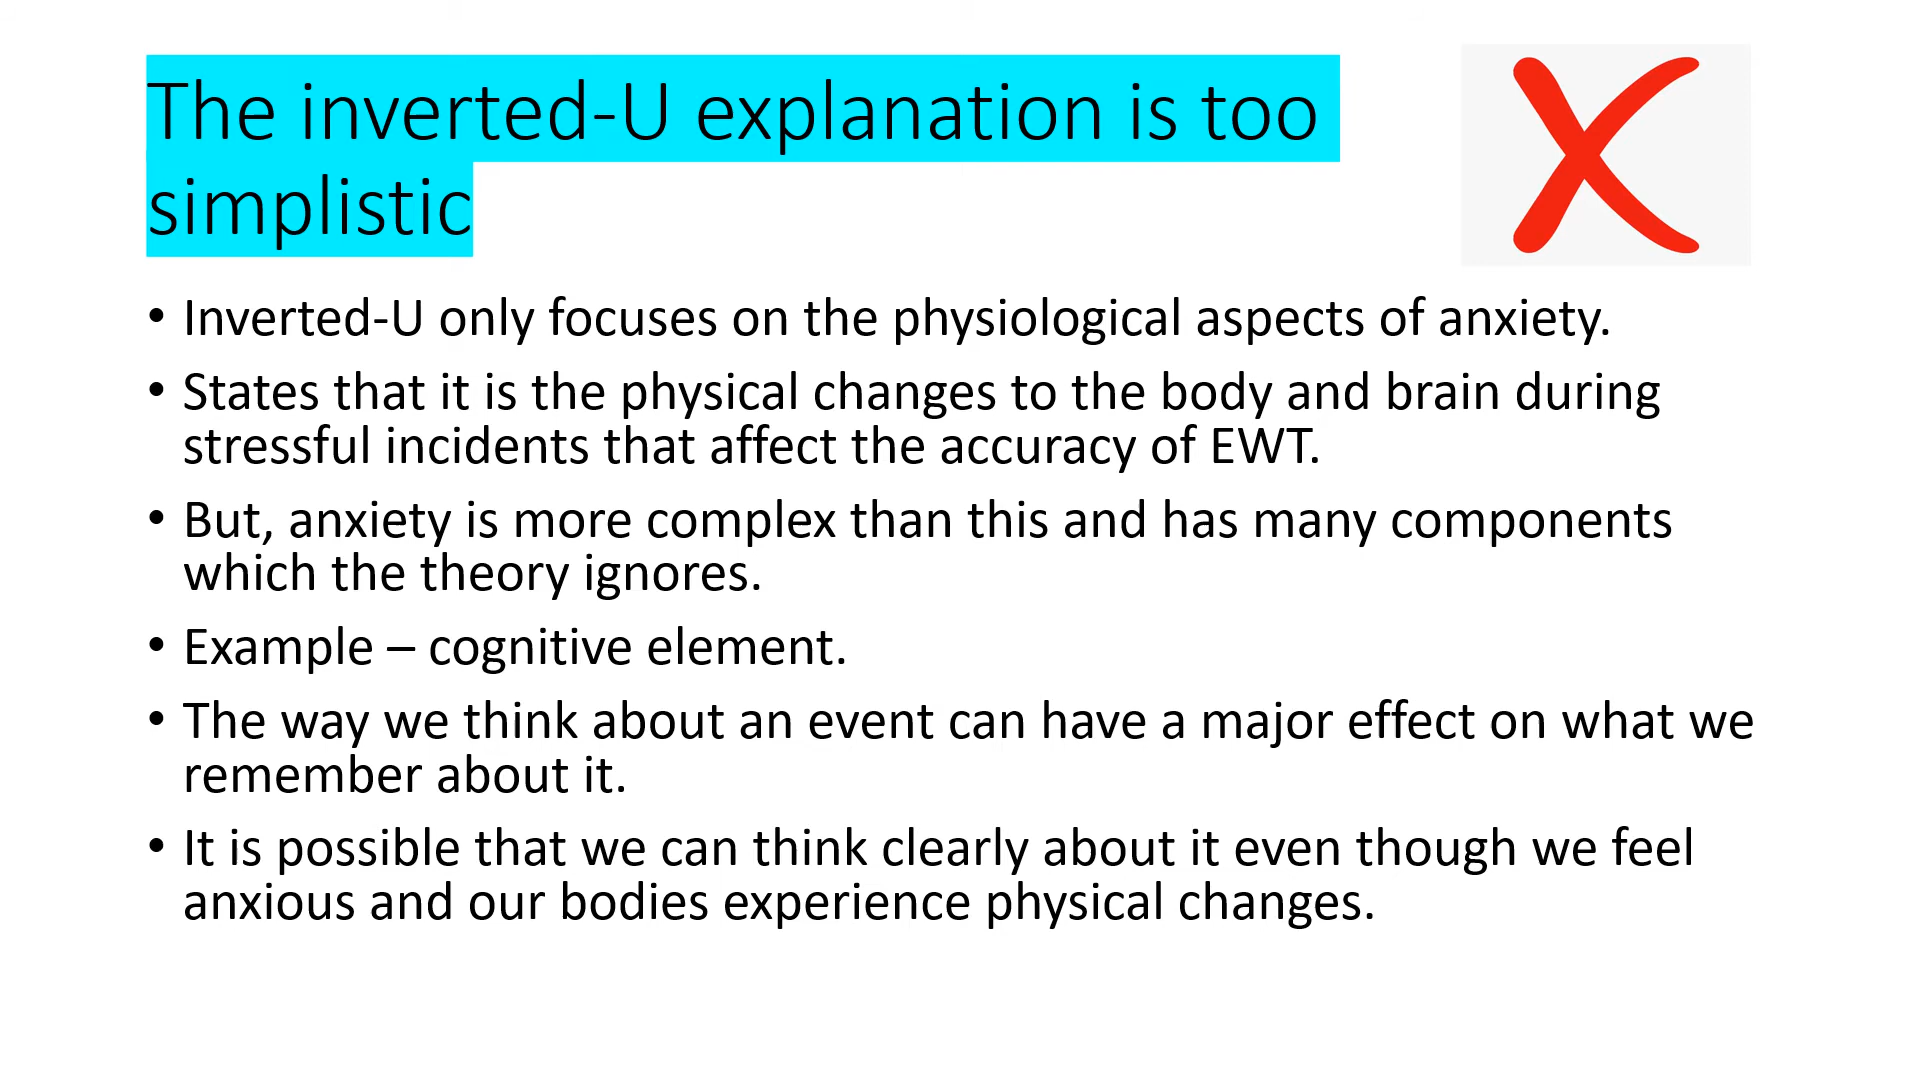 The inverted-U explanation is too
simplistic
• Inverted-U only focuses on the physiological aspects of anxiety.
• States that it is the physical changes to the body and brain during
stressful incidents that affect the accuracy of EWT.
• But, anxiety is more complex than this and has many components
which the theory ignores.
• Example – cognitive element.
• The way we think about an event can have a major effect on what we
remember about it.
• It is possible that we can think clearly about it even though we feel
anxious and our bodies experience physical changes.